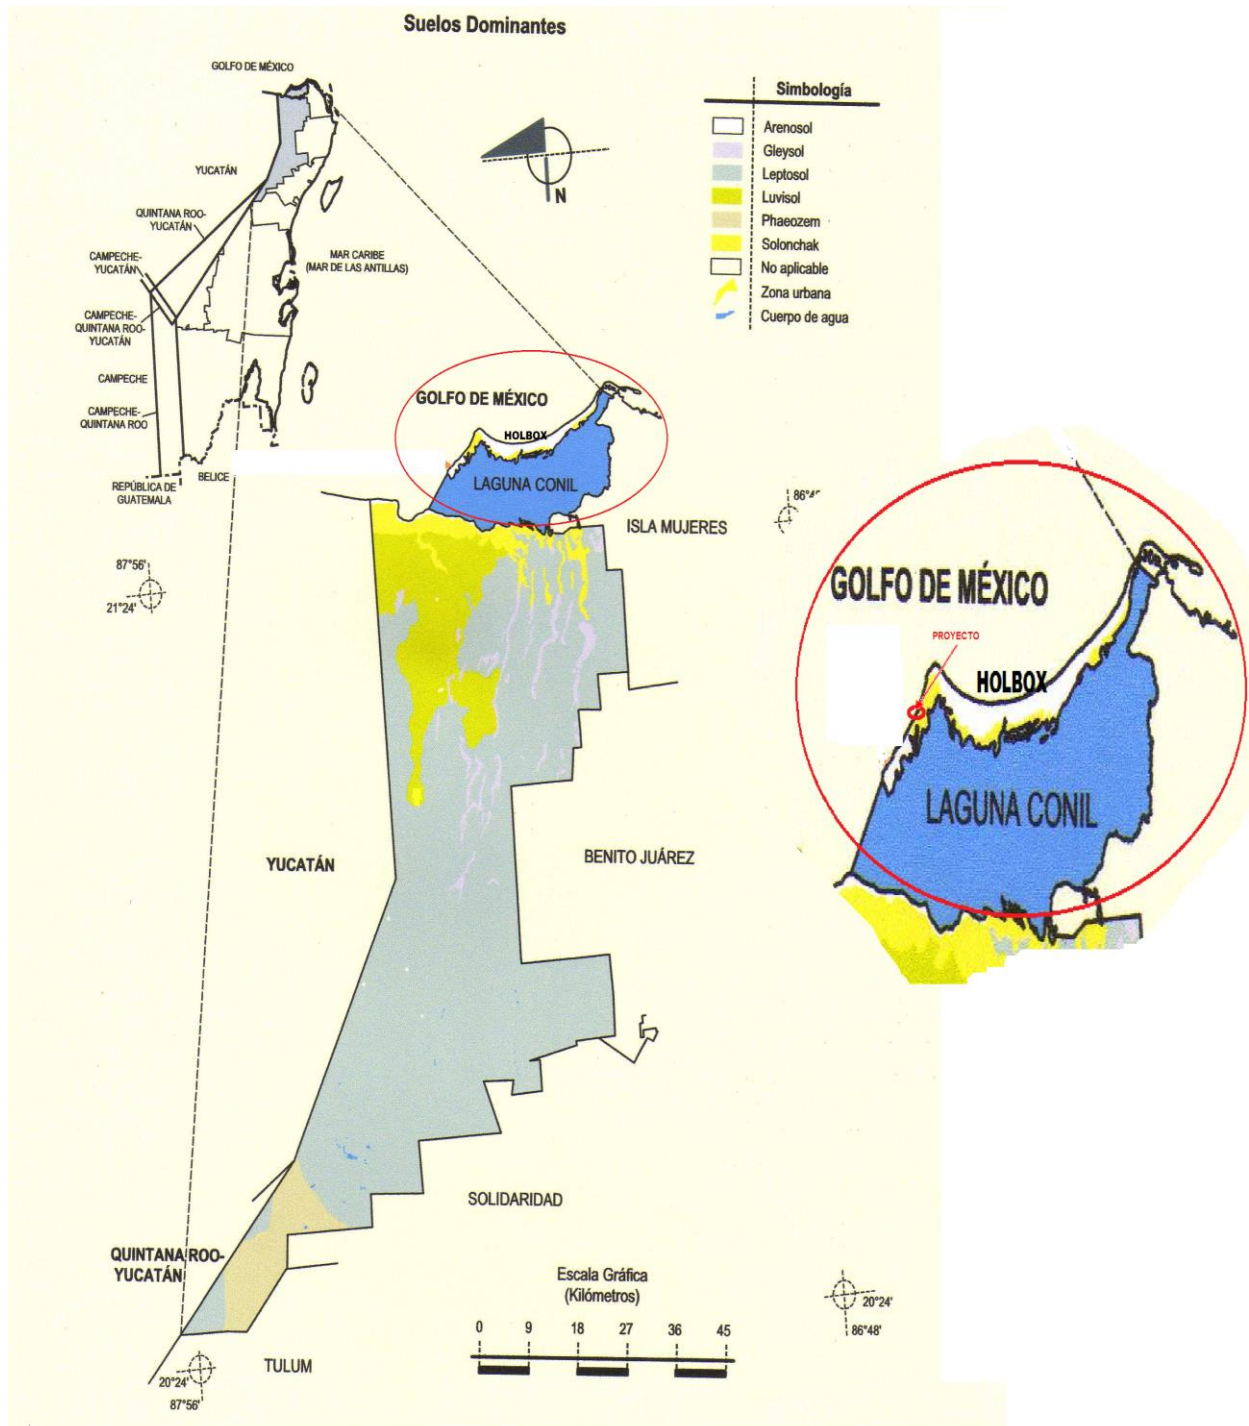 Suelos Dominantes
GOLFO DE MÉXICO
YUCATÁN
QUINTANA ROO-
YUCATÁN
CAMPECHE-
YUCATÁN
CAMPECHE-
QUINTANA ROO-
YUCATÁN
CAMPECHE
CAMPECHE-
QUINTANA ROO
REPÚBLICA DE
GUATEMALA
BELICE
MAR CARIBE
(MAR DE LAS ANTILLAS)
N
Simbología
Arenosol
Gleysol
Leptosol
Luvisol
Phaeozem
Solonchak
No aplicable
Zona urbana
Cuerpo de agua
GOLFO DE MÉXICO
HOLBOX
LAGUNA CONIL
ISLA MUJERES
87°56'
21°24'
YUCATÁN
BENITO JUÁREZ
SOLIDARIDAD
QUINTANA ROO-
YUCATÁN
TULUM
20°24'
87°56'
Escala Gráfica
(Kilómetros)
0 9 18 27 36 45
20°24'
86°48'
GOLFO DE MÉXICO
PROYECTO
HOLBOX
LAGUNA CONIL